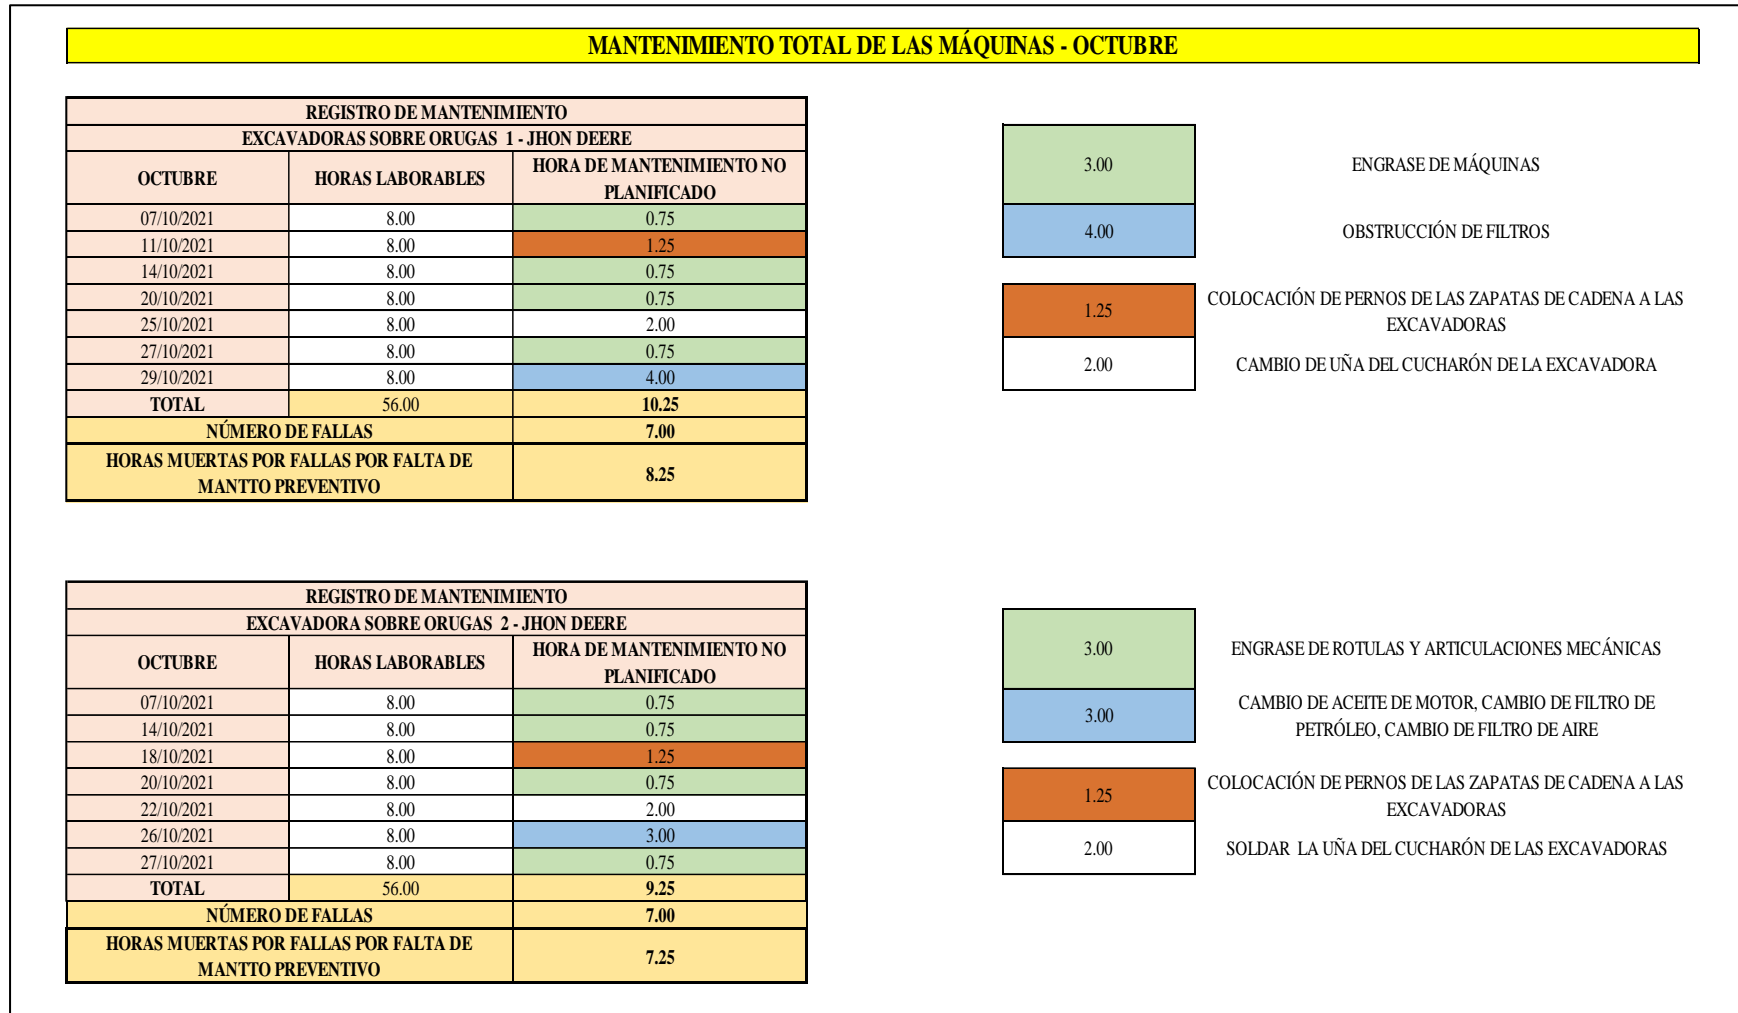 MANTENIMIENTO TOTAL DE LAS MÁQUINAS - OCTUBRE
REGISTRO DE MANTENIMIENTO
EXCAVADORAS SOBRE ORUGAS 1 - JHON DEERE
OCTUBRE HORAS LABORABLES HORA DE MANTENIMIENTO NO
PLANIFICADO
07/10/2021 8.00 0.75
11/10/2021 8.00 1.25
14/10/2021 8.00 0.75
20/10/2021 8.00 0.75
25/10/2021 8.00 2.00
27/10/2021 8.00 0.75
29/10/2021 8.00 4.00
TOTAL 56.00 10.25
NÚMERO DE FALLAS 7.00
HORAS MUERTAS POR FALLAS POR FALTA DE
MANTTO PREVENTIVO 8.25
3.00 ENGRASE DE MÁQUINAS
4.00 OBSTRUCCIÓN DE FILTROS
1.25 COLOCACIÓN DE PERNOS DE LAS ZAPATAS DE CADENA A LAS
EXCAVADORAS
2.00 CAMBIO DE UÑA DEL CUCHARÓN DE LA EXCAVADORA
REGISTRO DE MANTENIMIENTO
EXCAVADORA SOBRE ORUGAS 2 - JHON DEERE
OCTUBRE HORAS LABORABLES HORA DE MANTENIMIENTO NO
PLANIFICADO
07/10/2021 8.00 0.75
14/10/2021 8.00 0.75
18/10/2021 8.00 1.25
20/10/2021 8.00 0.75
22/10/2021 8.00 2.00
26/10/2021 8.00 3.00
27/10/2021 8.00 0.75
TOTAL 56.00 9.25
NÚMERO DE FALLAS 7.00
HORAS MUERTAS POR FALLAS POR FALTA DE
MANTTO PREVENTIVO 7.25
3.00 ENGRASE DE ROTULAS Y ARTICULACIONES MECÁNICAS
3.00 CAMBIO DE ACEITE DE MOTOR, CAMBIO DE FILTRO DE
PETRÓLEO, CAMBIO DE FILTRO DE AIRE
1.25 COLOCACIÓN DE PERNOS DE LAS ZAPATAS DE CADENA A LAS
EXCAVADORAS
2.00 SOLDAR LA UÑA DEL CUCHARÓN DE LAS EXCAVADORAS